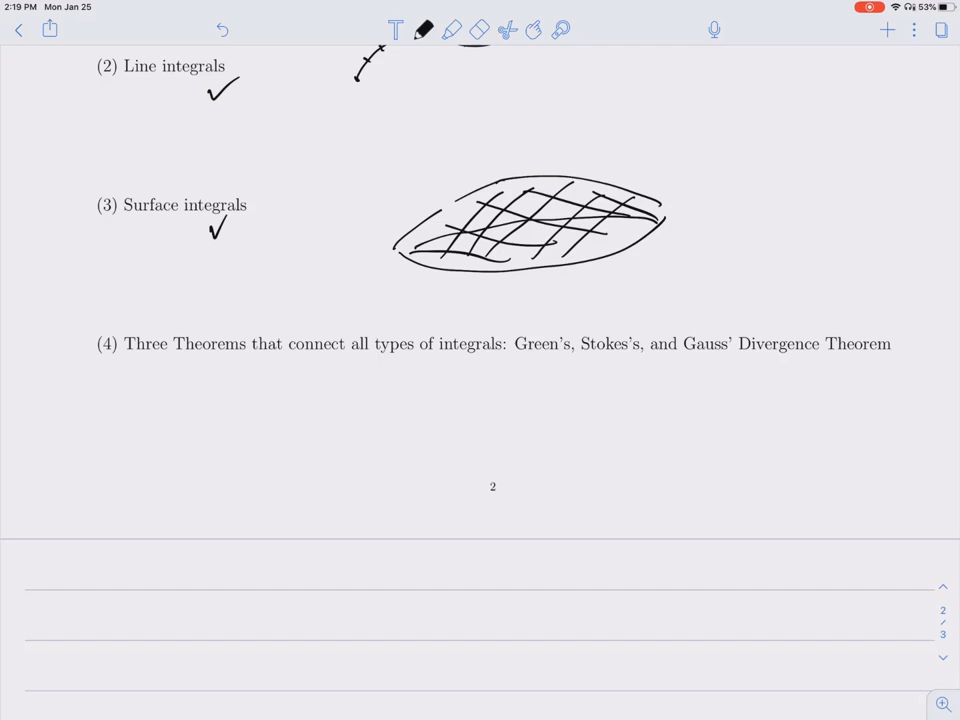 2:19 PM Mon Jan 25
53%
(2) Line integrals
(3) Surface integrals
(4) Three Theorems that connect all types of integrals: Green's, Stokes's, and Gauss' Divergence Theorem
2
2
/
3